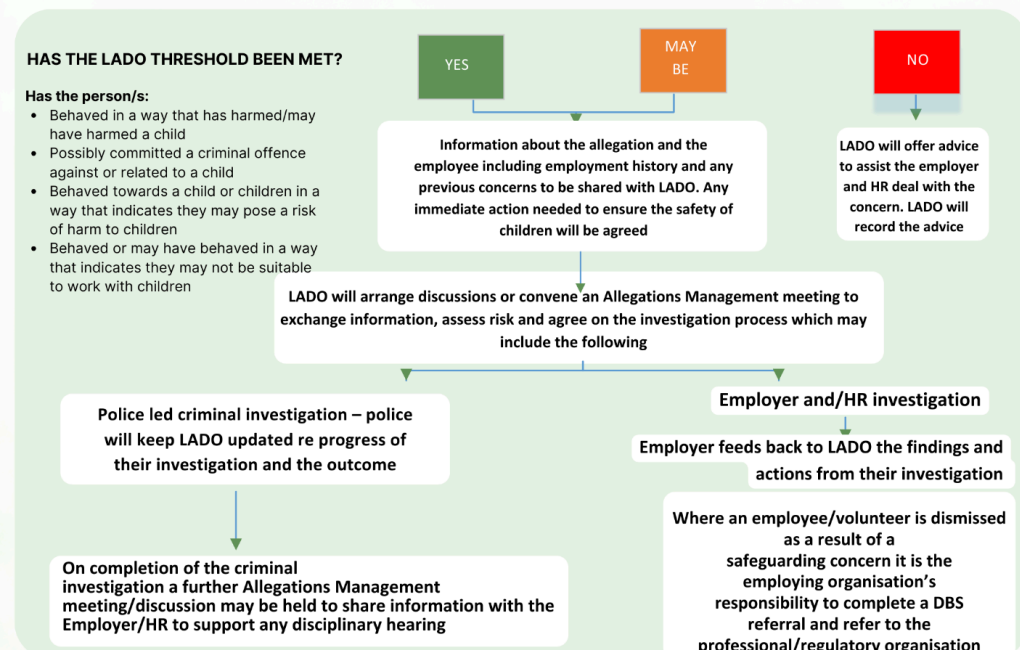 HAS THE LADO THRESHOLD BEEN MET?
Has the person/s:
• Behaved in a way that has harmed/may
have harmed a child
• Possibly committed a criminal offence
against or related to a child
• Behaved towards a child or children in a
way that indicates they may pose a risk
of harm to children
• Behaved or may have behaved in a way
that indicates they may not be suitable
to work with children
YES
MAY
BE
NO
Information about the allegation and the
employee including employment history and any
previous concerns to be shared with LADO. Any
immediate action needed to ensure the safety of
children will be agreed
LADO will offer advice
to assist the employer
and HR deal with the
concern. LADO will
record the advice
LADO will arrange discussions or convene an Allegations Management meeting to
exchange information, assess risk and agree on the investigation process which may
include the following
Police led criminal investigation – police
will keep LADO updated re progress of
their investigation and the outcome
Employer and/HR investigation
Employer feeds back to LADO the findings and
actions from their investigation
On completion of the criminal
investigation a further Allegations Management
meeting/discussion may be held to share information with the
Employer/HR to support any disciplinary hearing
Where an employee/volunteer is dismissed
as a result of a
safeguarding concern it is the
employing organisation's
responsibility to complete a DBS
referral and refer to the
professional/regulatory organisation